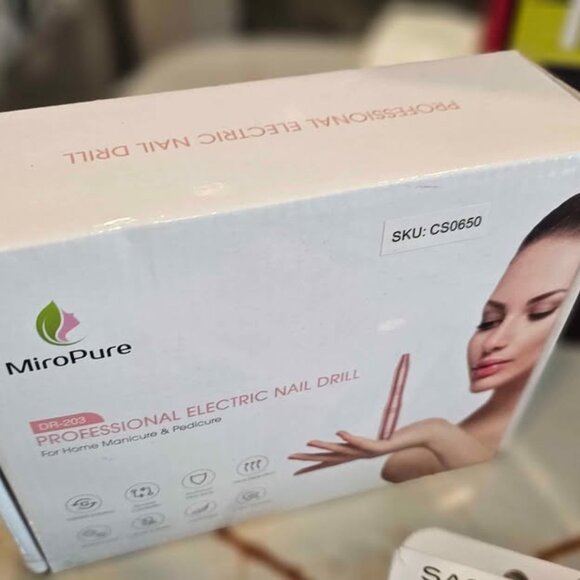 PROFESSIONAL ELECTRIC NAIL DRILL
SKU: CS0650
MiroPure
DR-203
PROFESSIONAL ELECTRIC NAIL DRILL
For Home Manicure & Pedicure